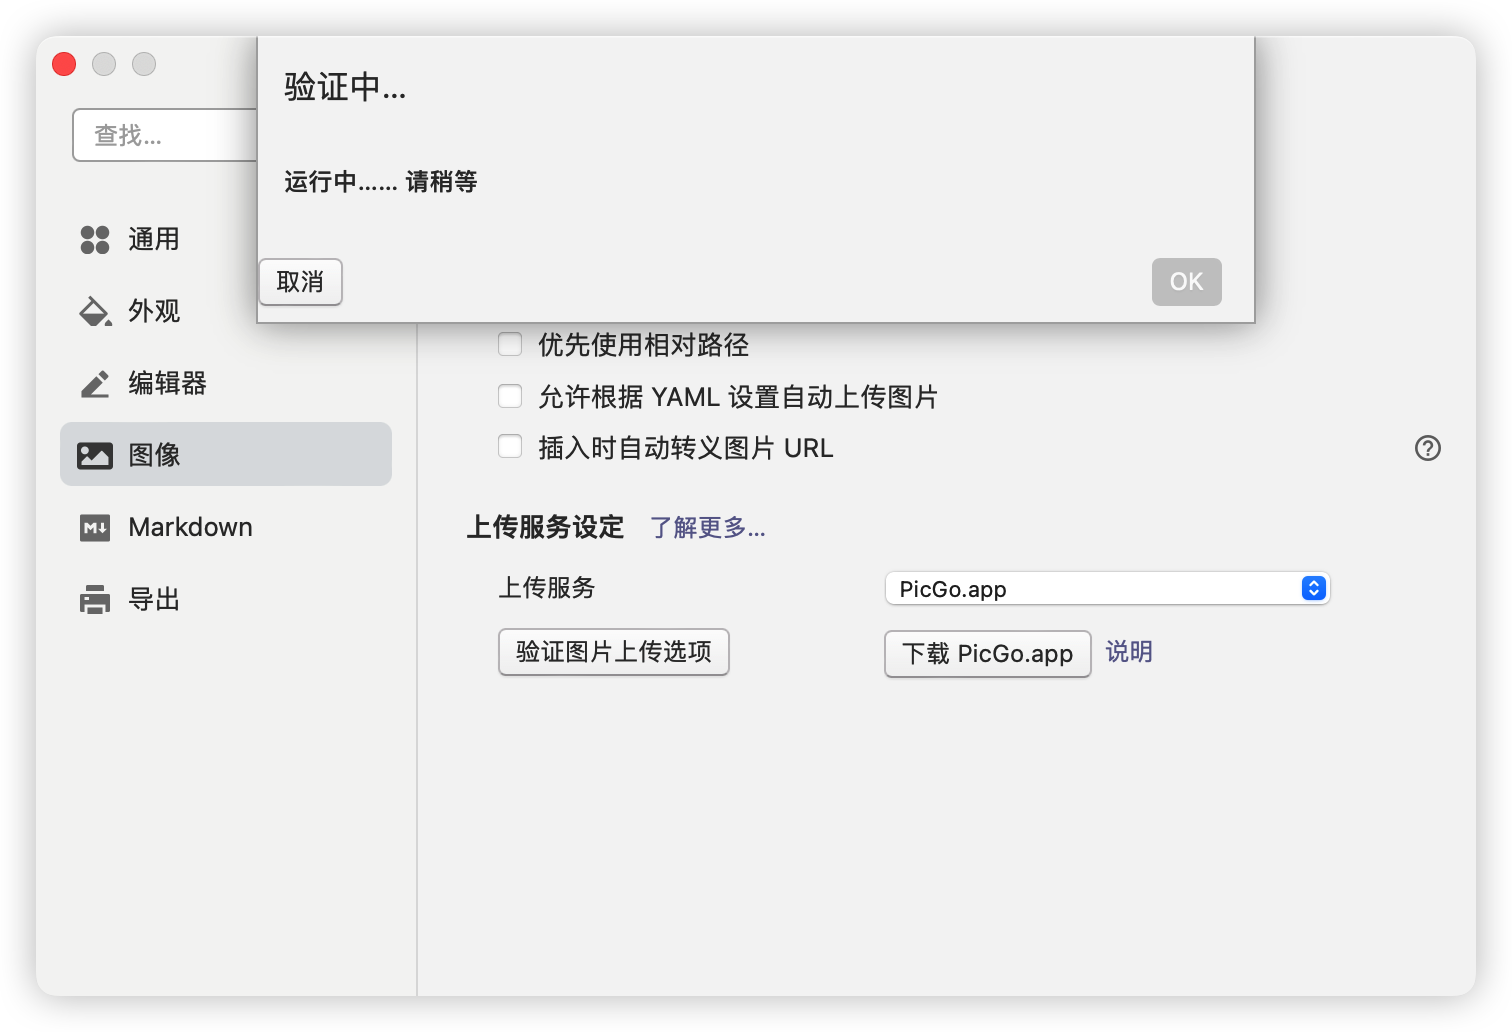 验证中...
运行中...... 请稍等
取消
OK
查找...
通用
外观
编辑器
图像
Markdown
导出
优先使用相对路径
允许根据 YAML 设置自动上传图片
插入时自动转义图片 URL
上传服务设定 了解更多...
上传服务 PicGo.app
验证图片上传选项 下载 PicGo.app 说明